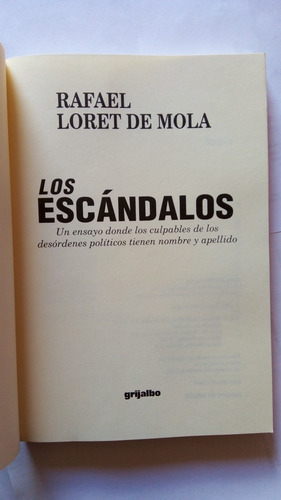 RAFAEL
LORET DE MOLA
LOS
ESCÁNDALOS
Un ensayo donde los culpables de los
desórdenes políticos tienen nombre y apellido
grijalbo